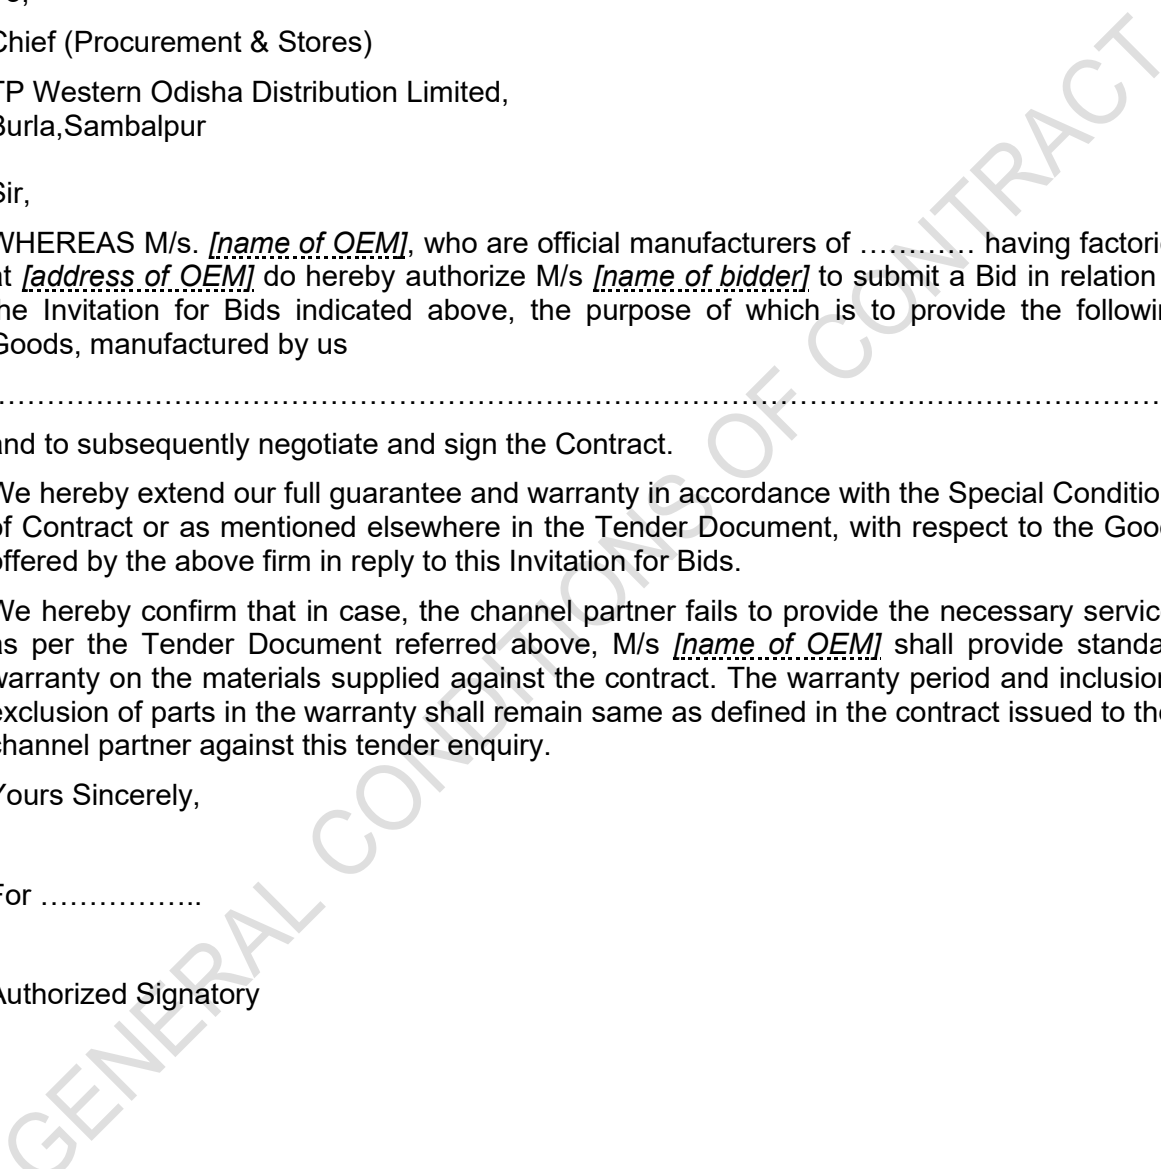 Chief (Procurement & Stores)
TP Western Odisha Distribution Limited,
Burla,Sambalpur
Sir,
WHEREAS M/s. [name of OEM], who are official manufacturers of ………… having factori
at [address of OEM] do hereby authorize M/s [name of bidder] to submit a Bid in relation
the Invitation for Bids indicated above, the purpose of which is to provide the followi
Goods, manufactured by us
……………………………………………………………………………………………………………
and to subsequently negotiate and sign the Contract.
We hereby extend our full guarantee and warranty in accordance with the Special Conditio
of Contract or as mentioned elsewhere in the Tender Document, with respect to the Goo
offered by the above firm in reply to this Invitation for Bids.
We hereby confirm that in case, the channel partner fails to provide the necessary servic
as per the Tender Document referred above, M/s [name of OEM] shall provide standa
warranty on the materials supplied against the contract. The warranty period and inclusion
exclusion of parts in the warranty shall remain same as defined in the contract issued to the
channel partner against this tender enquiry.
Yours Sincerely,
For ……………..
Authorized Signatory
GENERAL CONDITIONS OF CONTRACT